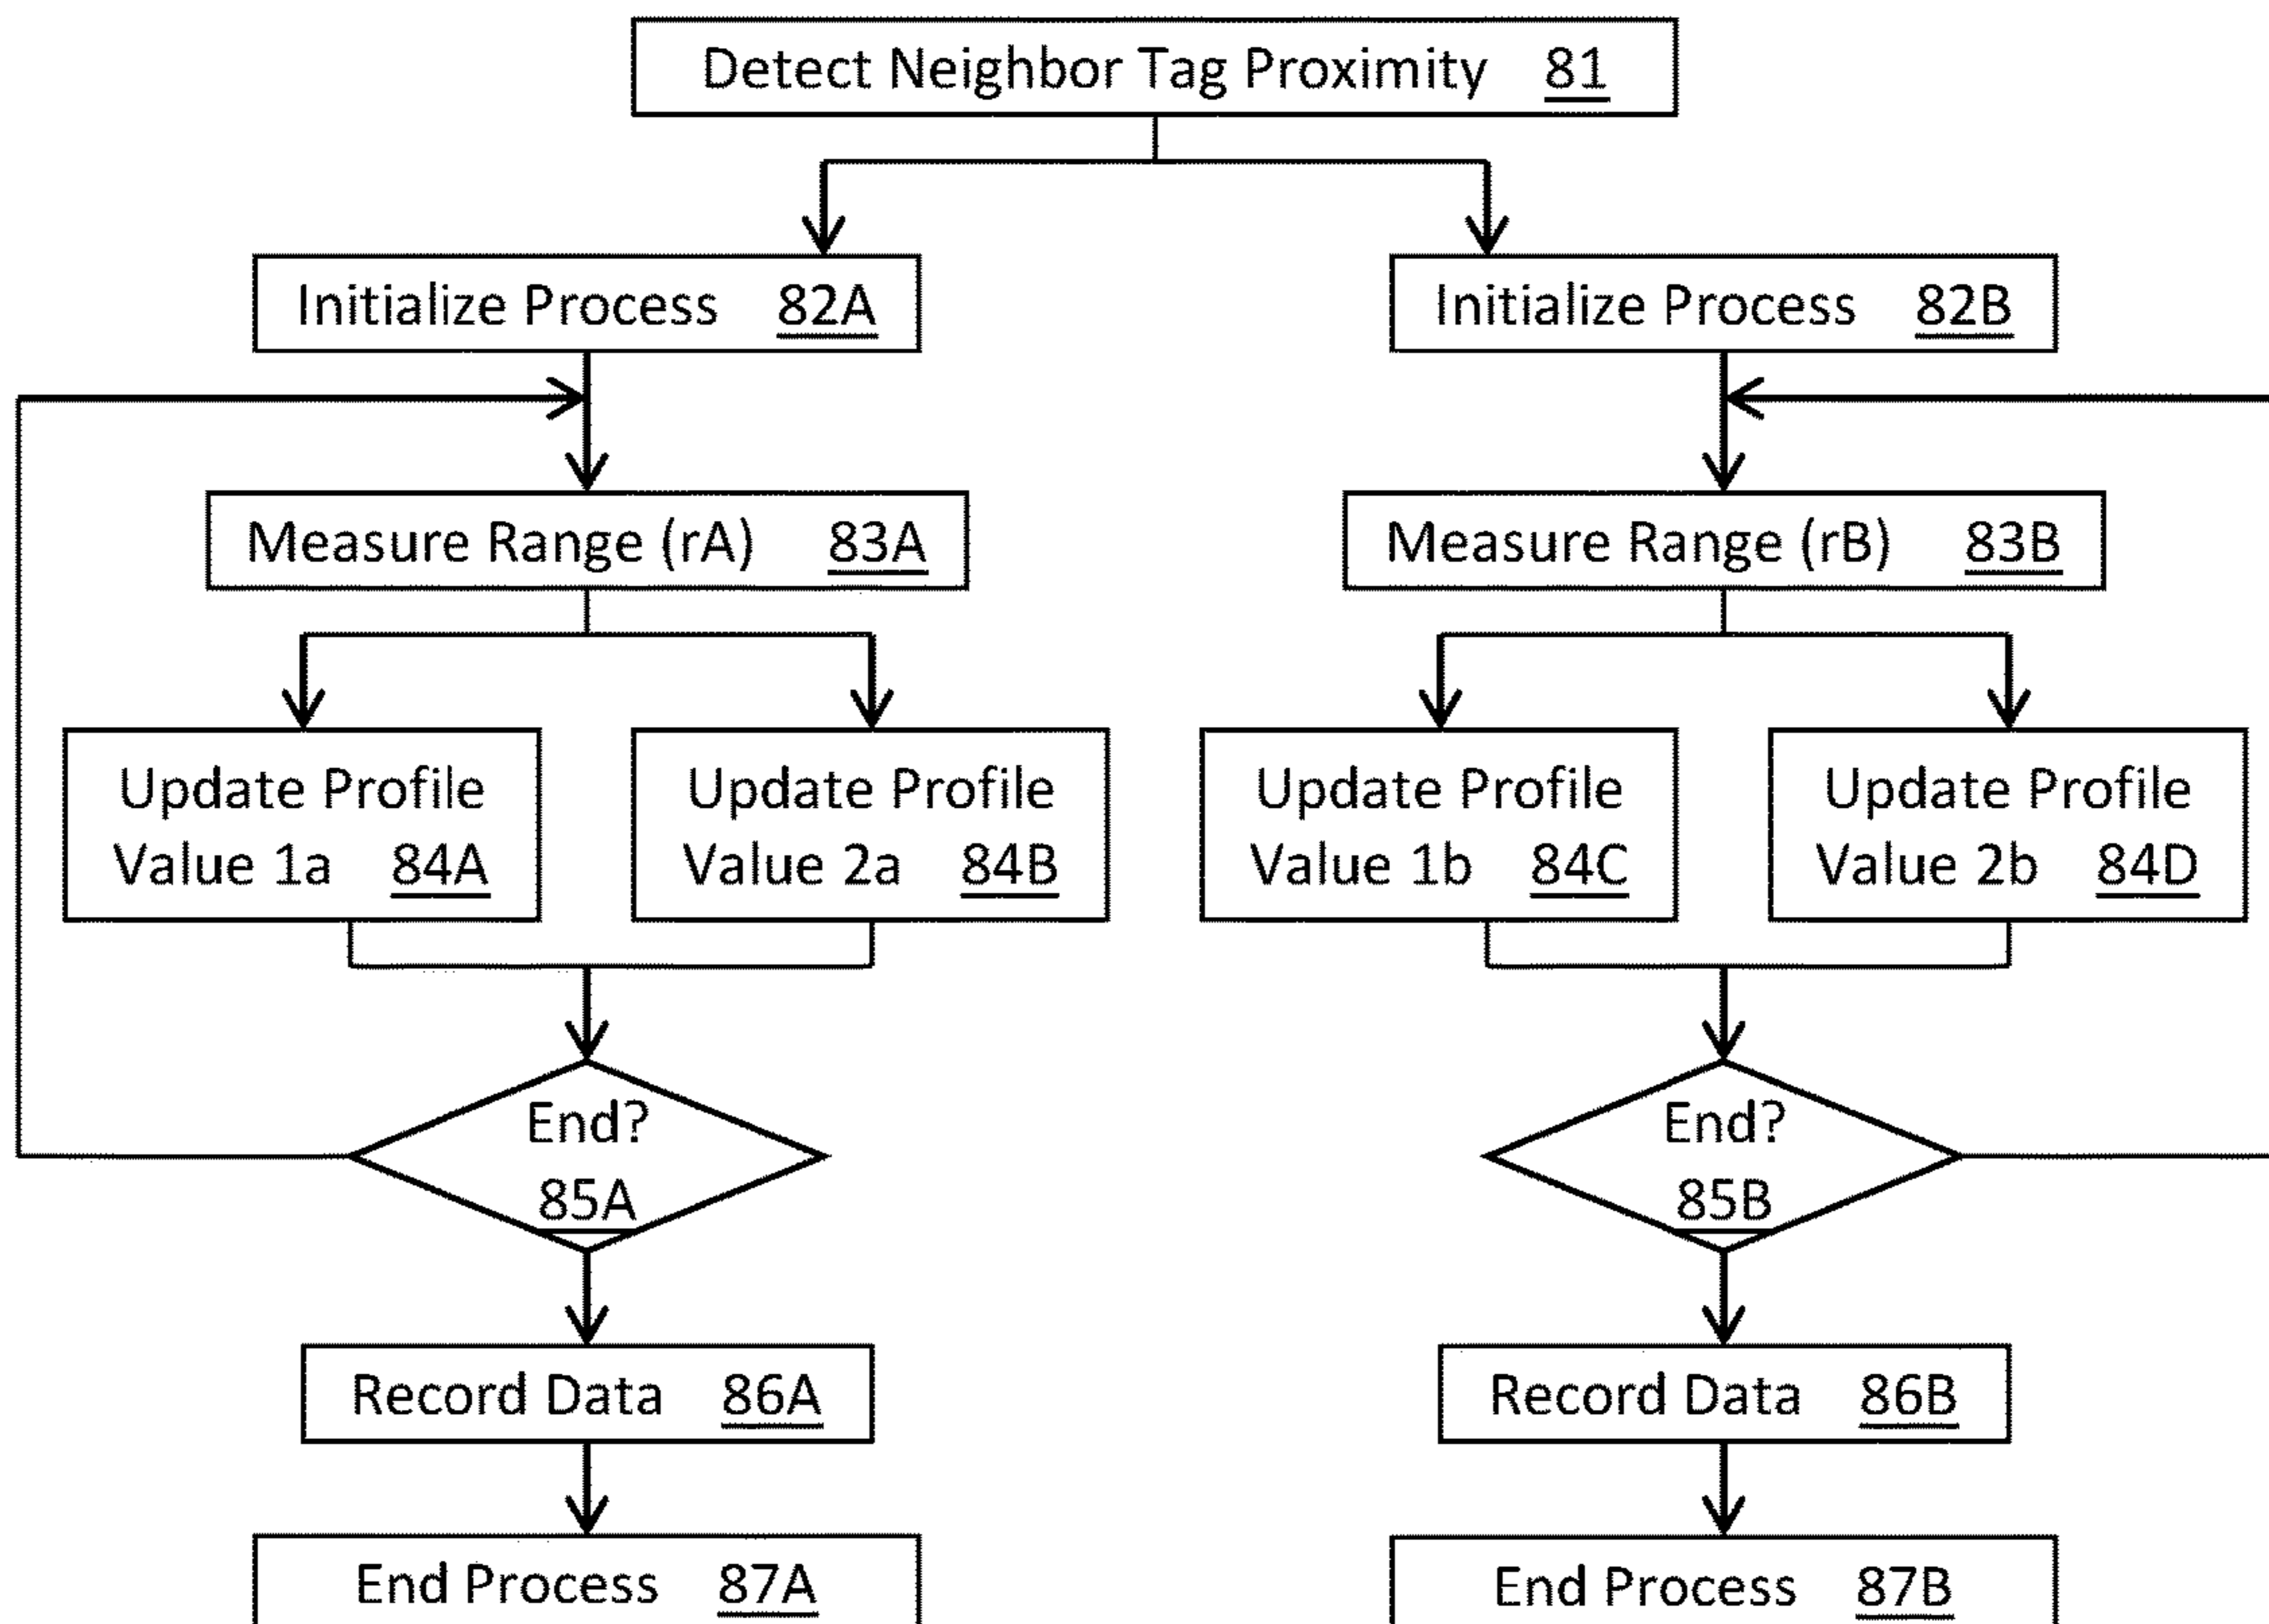 Detect Neighbor Tag Proximity 81
Initialize Process 82A
Initialize Process 82B
Measure Range (rA) 83A
Measure Range (rB) 83B
Update Profile
Value 1a 84A
Update Profile
Value 2a 84B
Update Profile
Value 1b 84C
Update Profile
Value 2b 84D
End?
85A
End?
85B
Record Data 86A
Record Data 86B
End Process 87A
End Process 87B